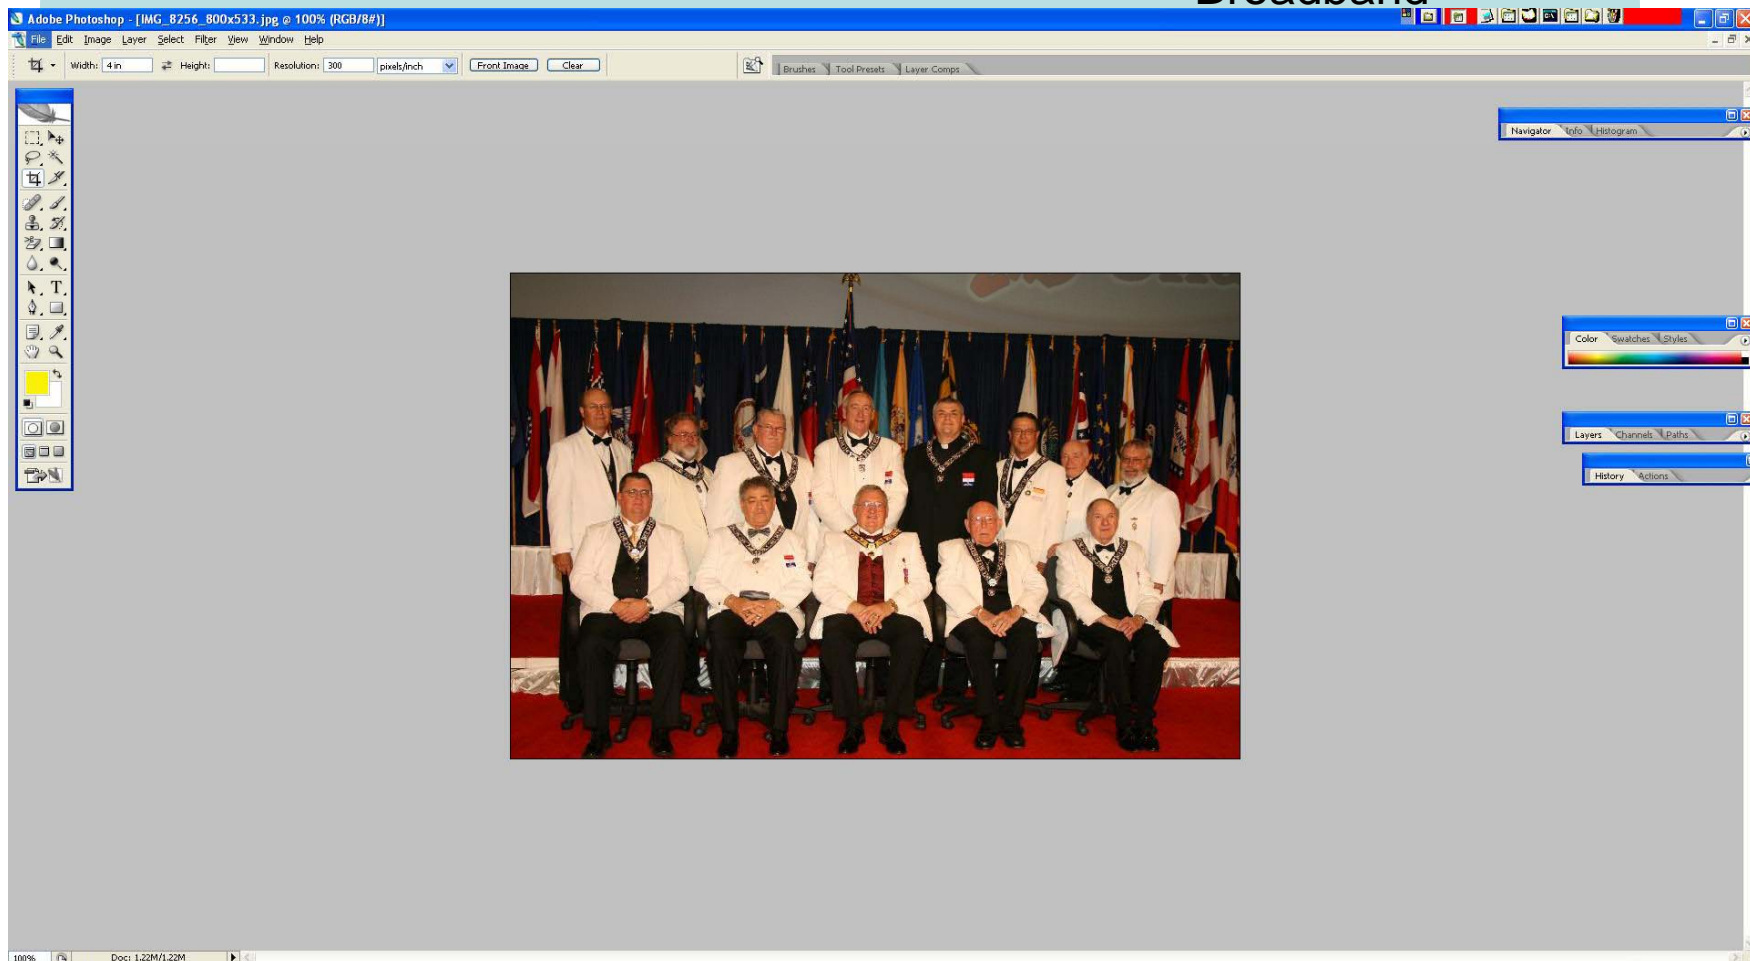 Broadband
Adobe Photoshop - [IMG_8256_800x533.jpg @ 100% (RGB/8#)]
File Edit Image Layer Select Filter View Window Help
Width: 4 in Height: Resolution: 300 pixels/inch Front Image Clear Brushes Tool Presets Layer Comps
Navigator Info Histogram
T
Color Swatches Styles
Layers Channels Paths
History Actions
100% Doc: 1.22M/1.22M